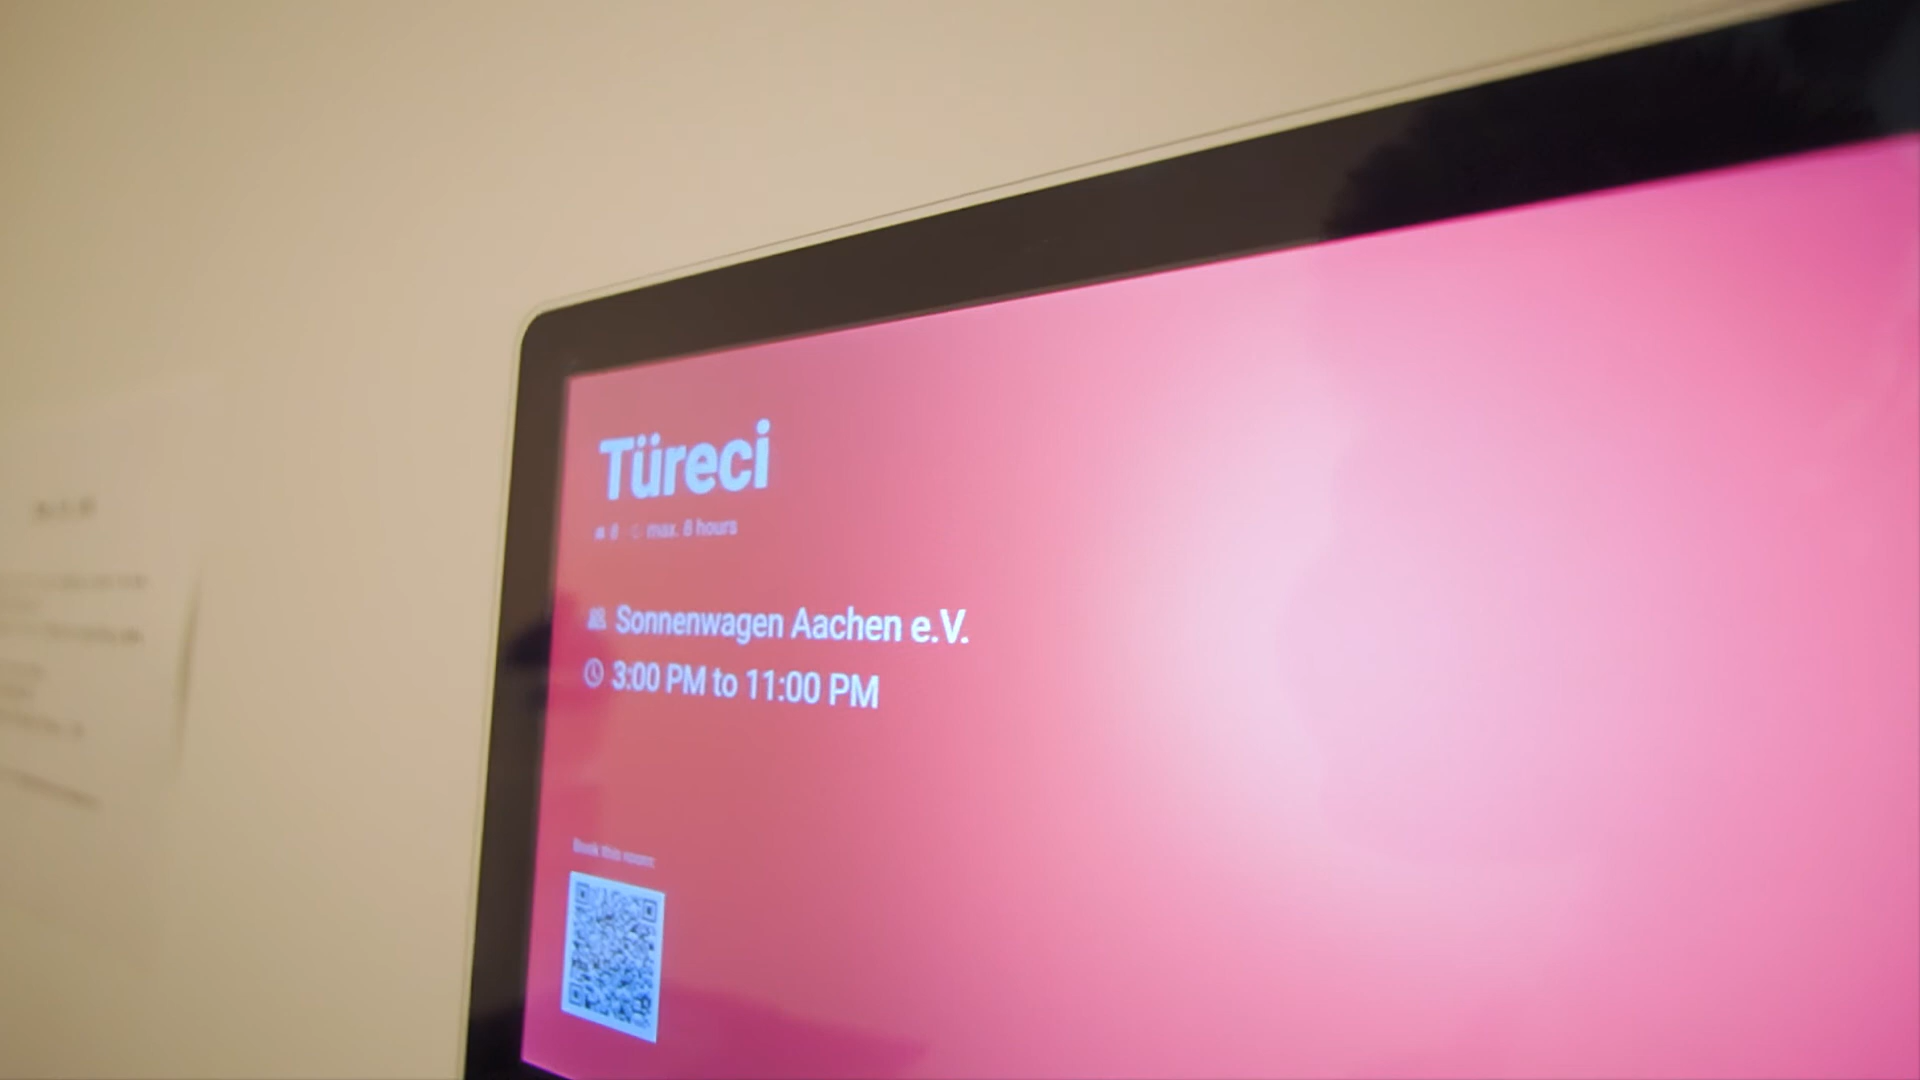 Türeci
max. 8 hours
Sonnenwagen Aachen e.V.
3:00 PM to 11:00 PM
Book this room: